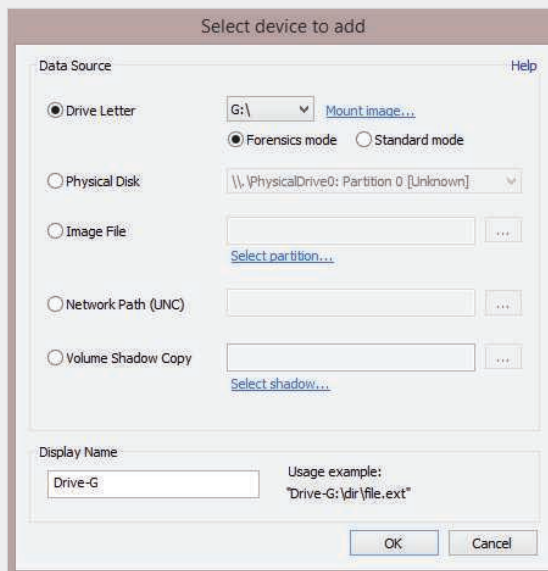 Select device to add
Data Source
Help
Drive Letter
G:\
Mount image...
Forensics mode
Standard mode
Physical Disk
\\.\PhysicalDrive0: Partition 0 [Unknown]
Image File
...
Select partition...
Network Path (UNC)
...
Volume Shadow Copy
...
Select shadow...
Display Name
Drive-G
Usage example:
"Drive-G:\dir\file.ext"
OK
Cancel